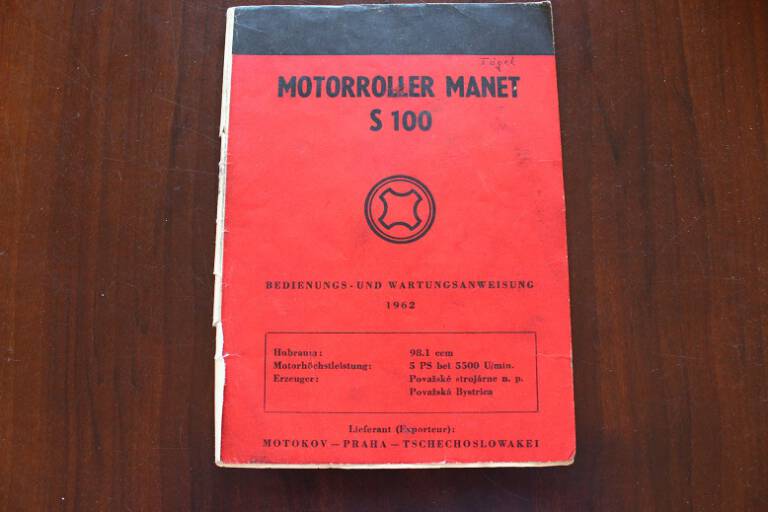 Tögel
MOTORROLLER MANET
S 100
BEDIENUNGS-UND WARTUNGSANWEISUNG
1962
Hubraum: 98.1 ccm
Motorhöchstleistung: 5 PS bei 5500 U/min.
Erzeuger: Považské strojárne n. p.
Považská Bystrica
Lieferant (Exporteur):
MOTOKOV — PRAHA — TSCHECHOSLOWAKEI